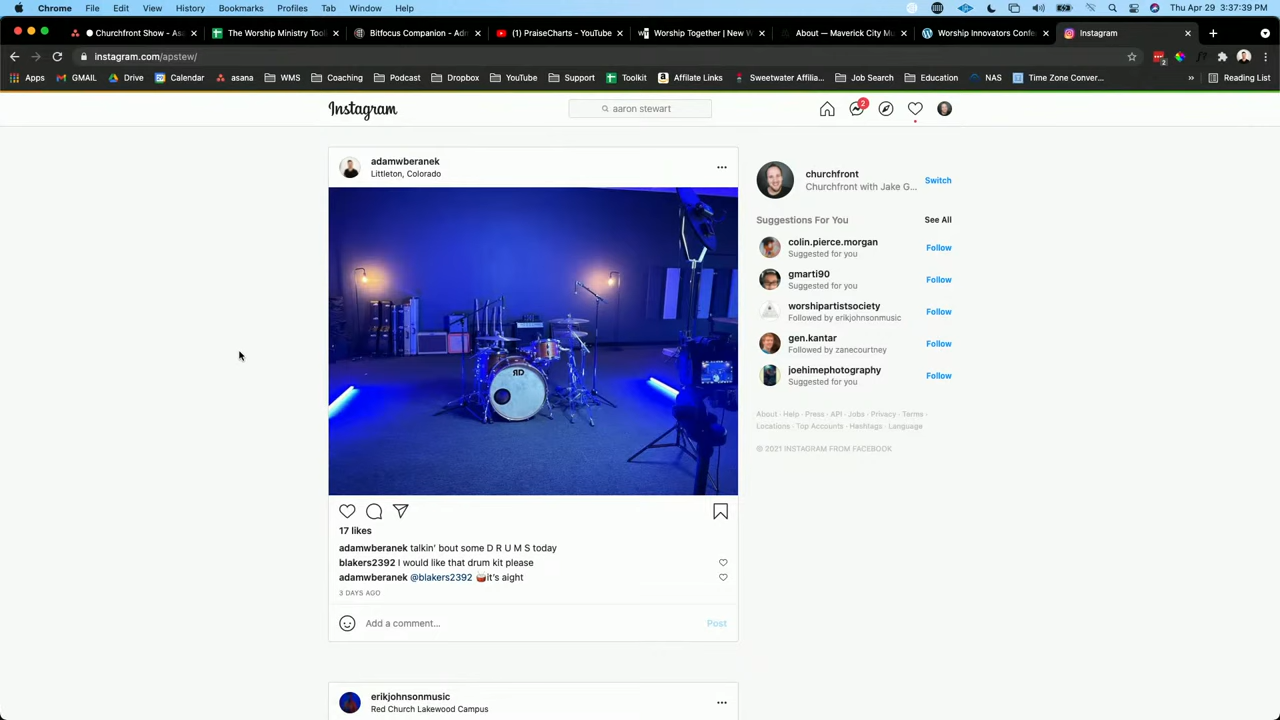 Chrome File Edit View History Bookmarks Profiles Tab Window Help Thu Apr 29 3:37:39 PM
Churchfront Show - Asa The Worship Ministry Tool Bitfocus Companion - Adm (1) PraiseCharts - YouTube Worship Together | New W About — Maverick City Mu Worship Innovators Confe Instagram
instagram.com/apstew/
Apps GMAIL Drive Calendar asana WMS Coaching Podcast Dropbox YouTube Support Toolkit Affilate Links Sweetwater Affilia... Job Search Education NAS Time Zone Conver... » Reading List
Instagram aaron stewart 2
adamwberanek
Littleton, Colorado
RD
17 likes
adamwberanek talkin' bout some D R U M S today
blakers2392 I would like that drum kit please
adamwberanek @blakers2392 🥁it's aight
3 DAYS AGO
Add a comment... Post
erikjohnsonmusic
Red Church Lakewood Campus
churchfront
Churchfront with Jake G... Switch
Suggestions For You See All
colin.pierce.morgan
Suggested for you Follow
gmarti90
Suggested for you Follow
worshipartistsociety
Followed by erikjohnsonmusic Follow
gen.kantar
Followed by zanecourtney Follow
joehimephotography
Suggested for you Follow
About · Help · Press · API · Jobs · Privacy · Terms ·
Locations · Top Accounts · Hashtags · Language
© 2021 INSTAGRAM FROM FACEBOOK